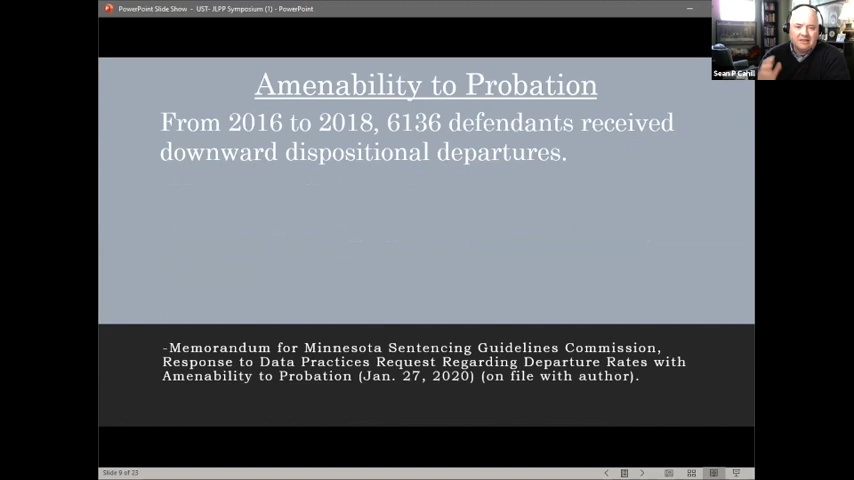 PowerPoint Slide Show - UST- JLPP Symposium (1) - PowerPoint
Sean P Cahill
Amenability to Probation
From 2016 to 2018, 6136 defendants received
downward dispositional departures.
-Memorandum for Minnesota Sentencing Guidelines Commission,
Response to Data Practices Request Regarding Departure Rates with
Amenability to Probation (Jan. 27, 2020) (on file with author).
Slide 9 of 23